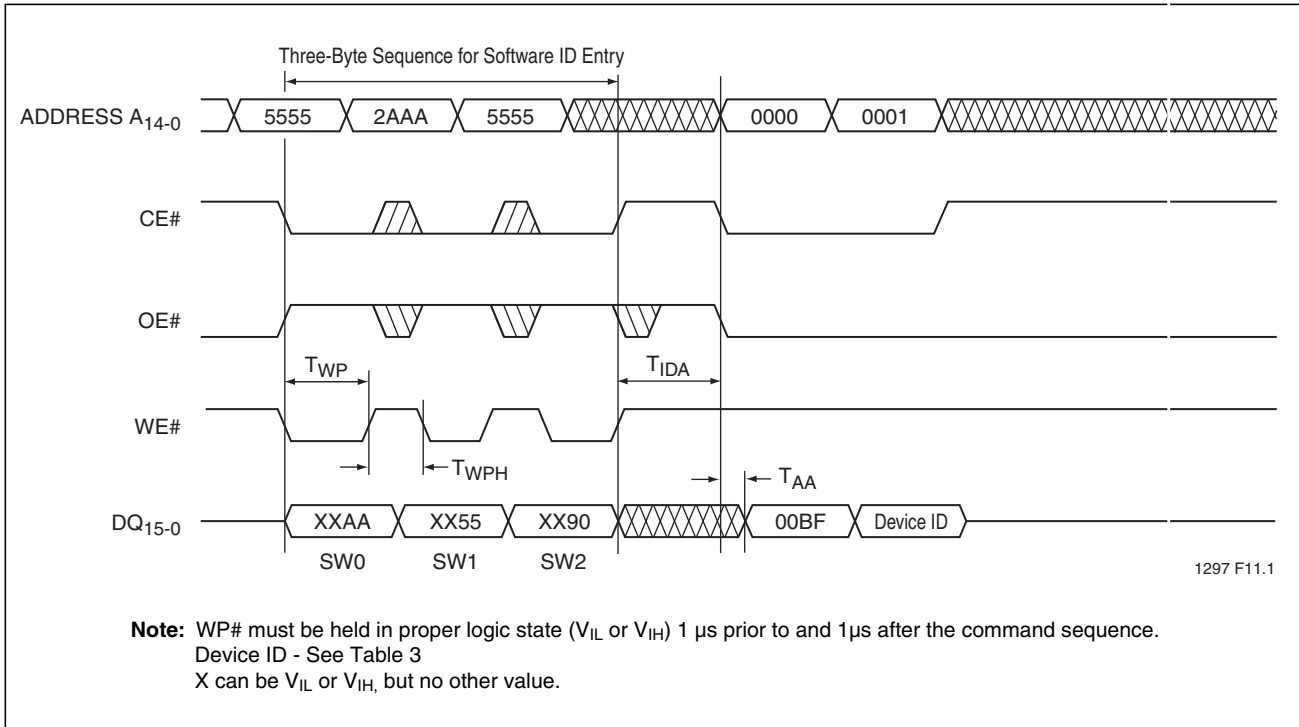 Three-Byte Sequence for Software ID Entry
ADDRESS A14-0
5555 2AAA 5555 0000 0001
CE#
OE#
TWP TIDA
WE#
TWPH TAA
DQ15-0
XXAA XX55 XX90 00BF Device ID
SW0 SW1 SW2
1297 F11.1
Note: WP# must be held in proper logic state (VIL or VIH) 1 µs prior to and 1µs after the command sequence.
Device ID - See Table 3
X can be VIL or VIH, but no other value.